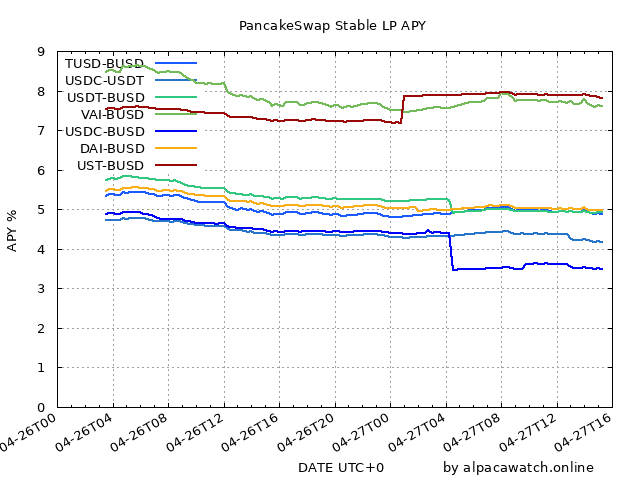 PancakeSwap Stable LP APY
9
8
7
6
5
4
3
2
1
0
APY %
TUSD-BUSD
USDC-USDT
USDT-BUSD
VAI-BUSD
USDC-BUSD
DAI-BUSD
UST-BUSD
04-26T00
04-26T04
04-26T08
04-26T12
04-26T16
04-26T20
04-27T00
04-27T04
04-27T08
04-27T12
04-27T16
DATE UTC+0
by alpacawatch.online